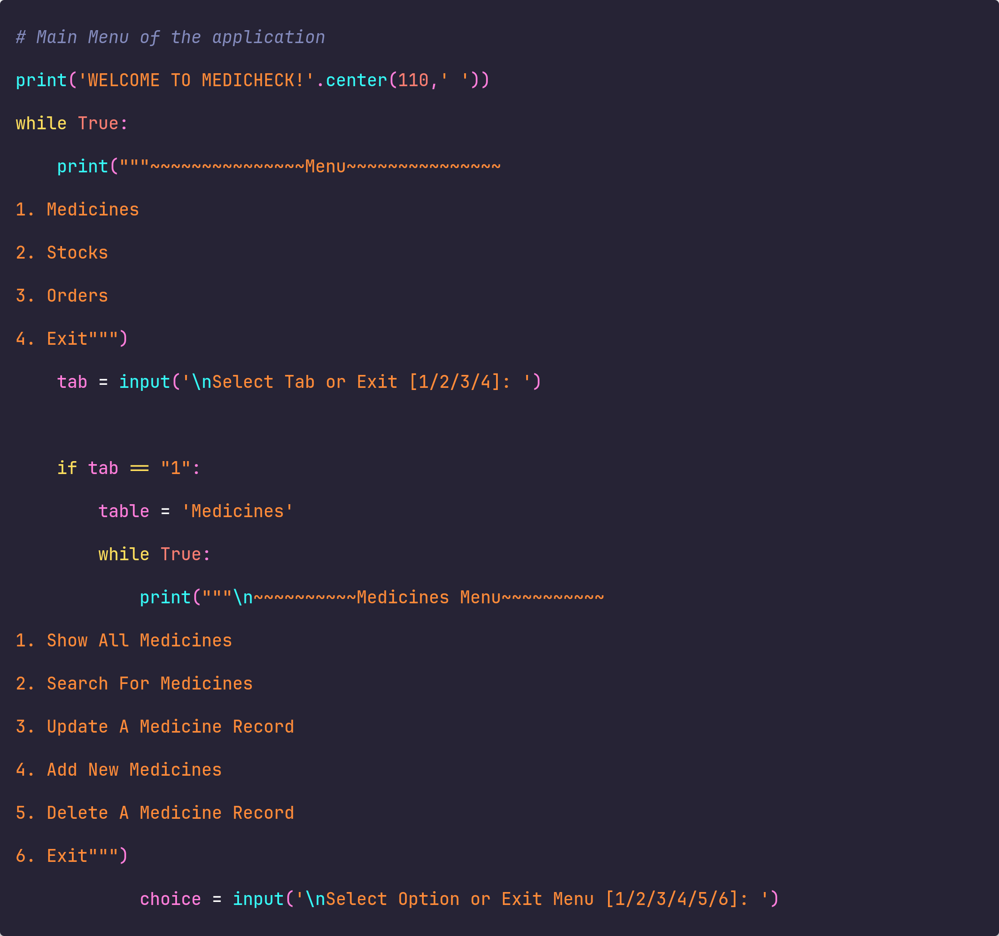 # Main Menu of the application
print('WELCOME TO MEDICHECK!'.center(110,' '))
while True:
    print("""~~~~~~~~~~~~~~~Menu~~~~~~~~~~~~~~~
1. Medicines
2. Stocks
3. Orders
4. Exit""")
    tab = input('\nSelect Tab or Exit [1/2/3/4]: ')
    if tab == "1":
        table = 'Medicines'
        while True:
            print("""\n~~~~~~~~~~Medicines Menu~~~~~~~~~~
1. Show All Medicines
2. Search For Medicines
3. Update A Medicine Record
4. Add New Medicines
5. Delete A Medicine Record
6. Exit""")
            choice = input('\nSelect Option or Exit Menu [1/2/3/4/5/6]: ')